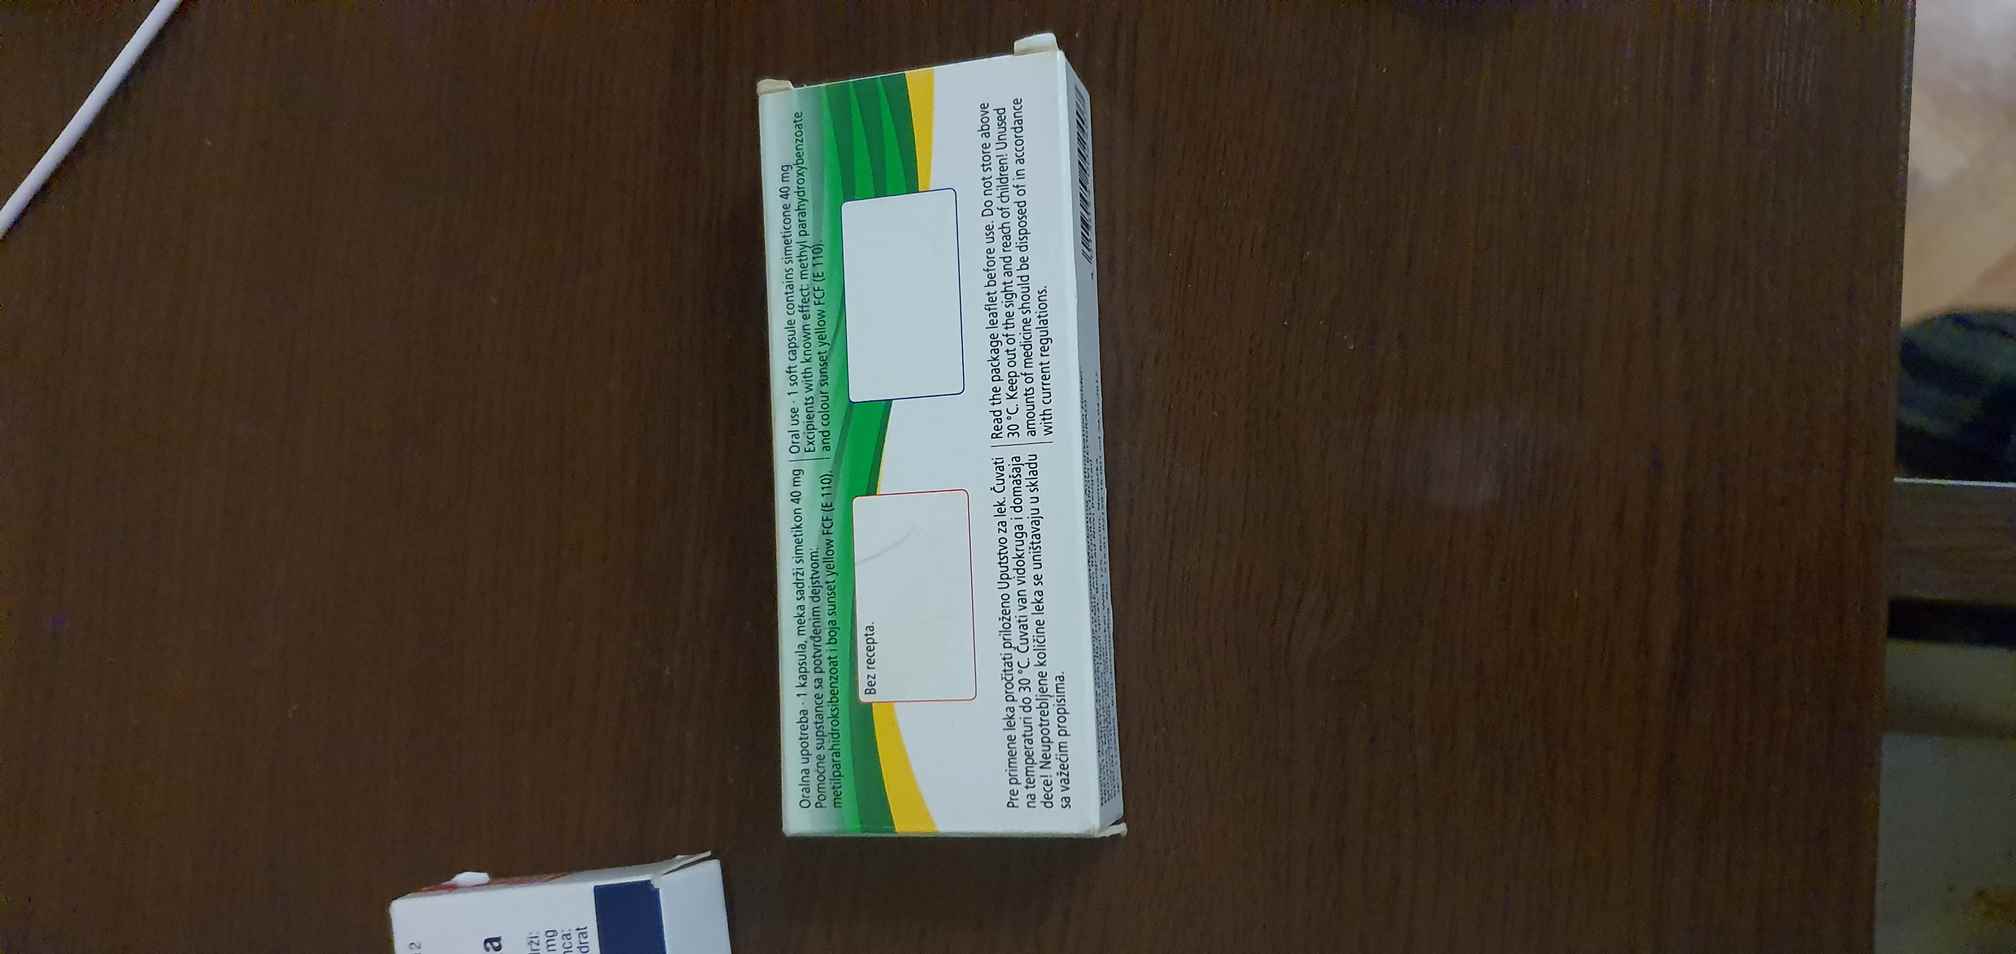 Oralna upotreba · 1 kapsula, meka sadrži simetikon 40 mg
Pomoćne supstance sa potvrđenim dejstvom:
metilparahidroksibenzoat i boja sunset yellow FCF (E 110).
Oral use · 1 soft capsule contains simeticone 40 mg
Excipients with known effect: methyl parahydroxybenzoate
and colour sunset yellow FCF (E 110).
Bez recepta.
Pre primene leka pročitati priloženo Uputstvo za lek. Čuvati
na temperaturi do 30 °C. Čuvati van vidokruga i domašaja
dece! Neupotrebljene količine leka se uništavaju u skladu
sa važećim propisima.
Read the package leaflet before use. Do not store above
30 °C. Keep out of the sight and reach of children! Unused
amounts of medicine should be disposed of in accordance
with current regulations.
2
a
rži:
mg
nca:
drat